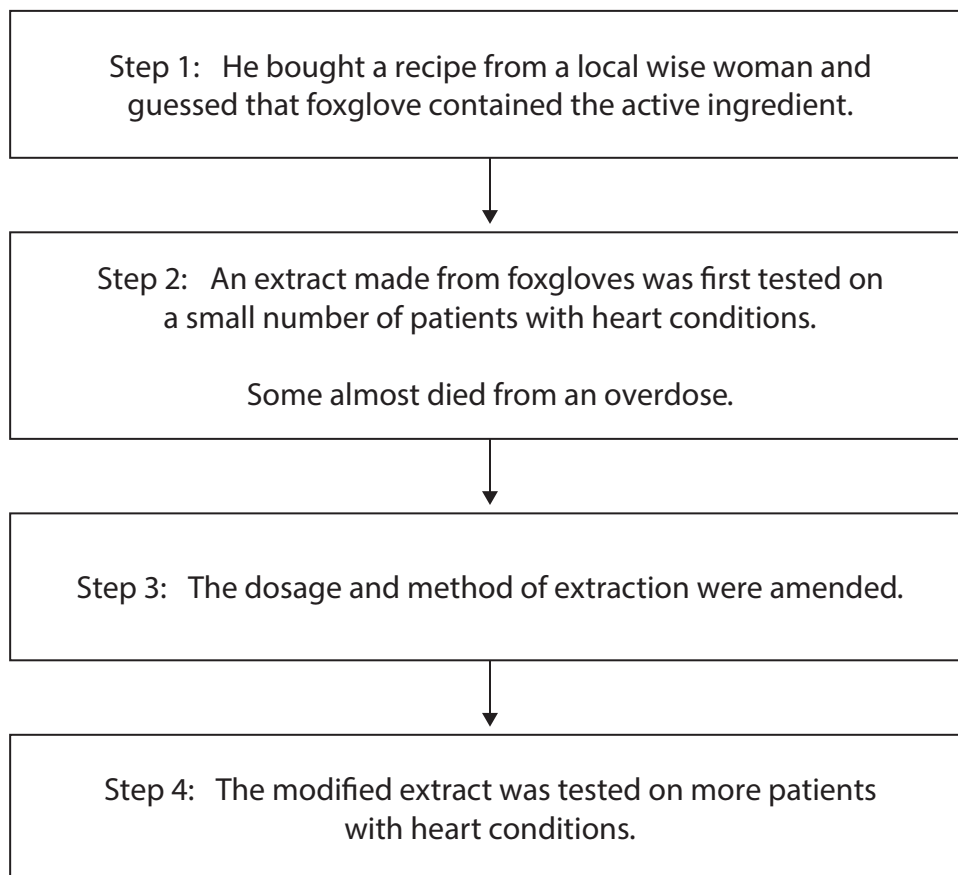 Step 1: He bought a recipe from a local wise woman and
guessed that foxglove contained the active ingredient.
Step 2: An extract made from foxgloves was first tested on
a small number of patients with heart conditions.
Some almost died from an overdose.
Step 3: The dosage and method of extraction were amended.
Step 4: The modified extract was tested on more patients
with heart conditions.